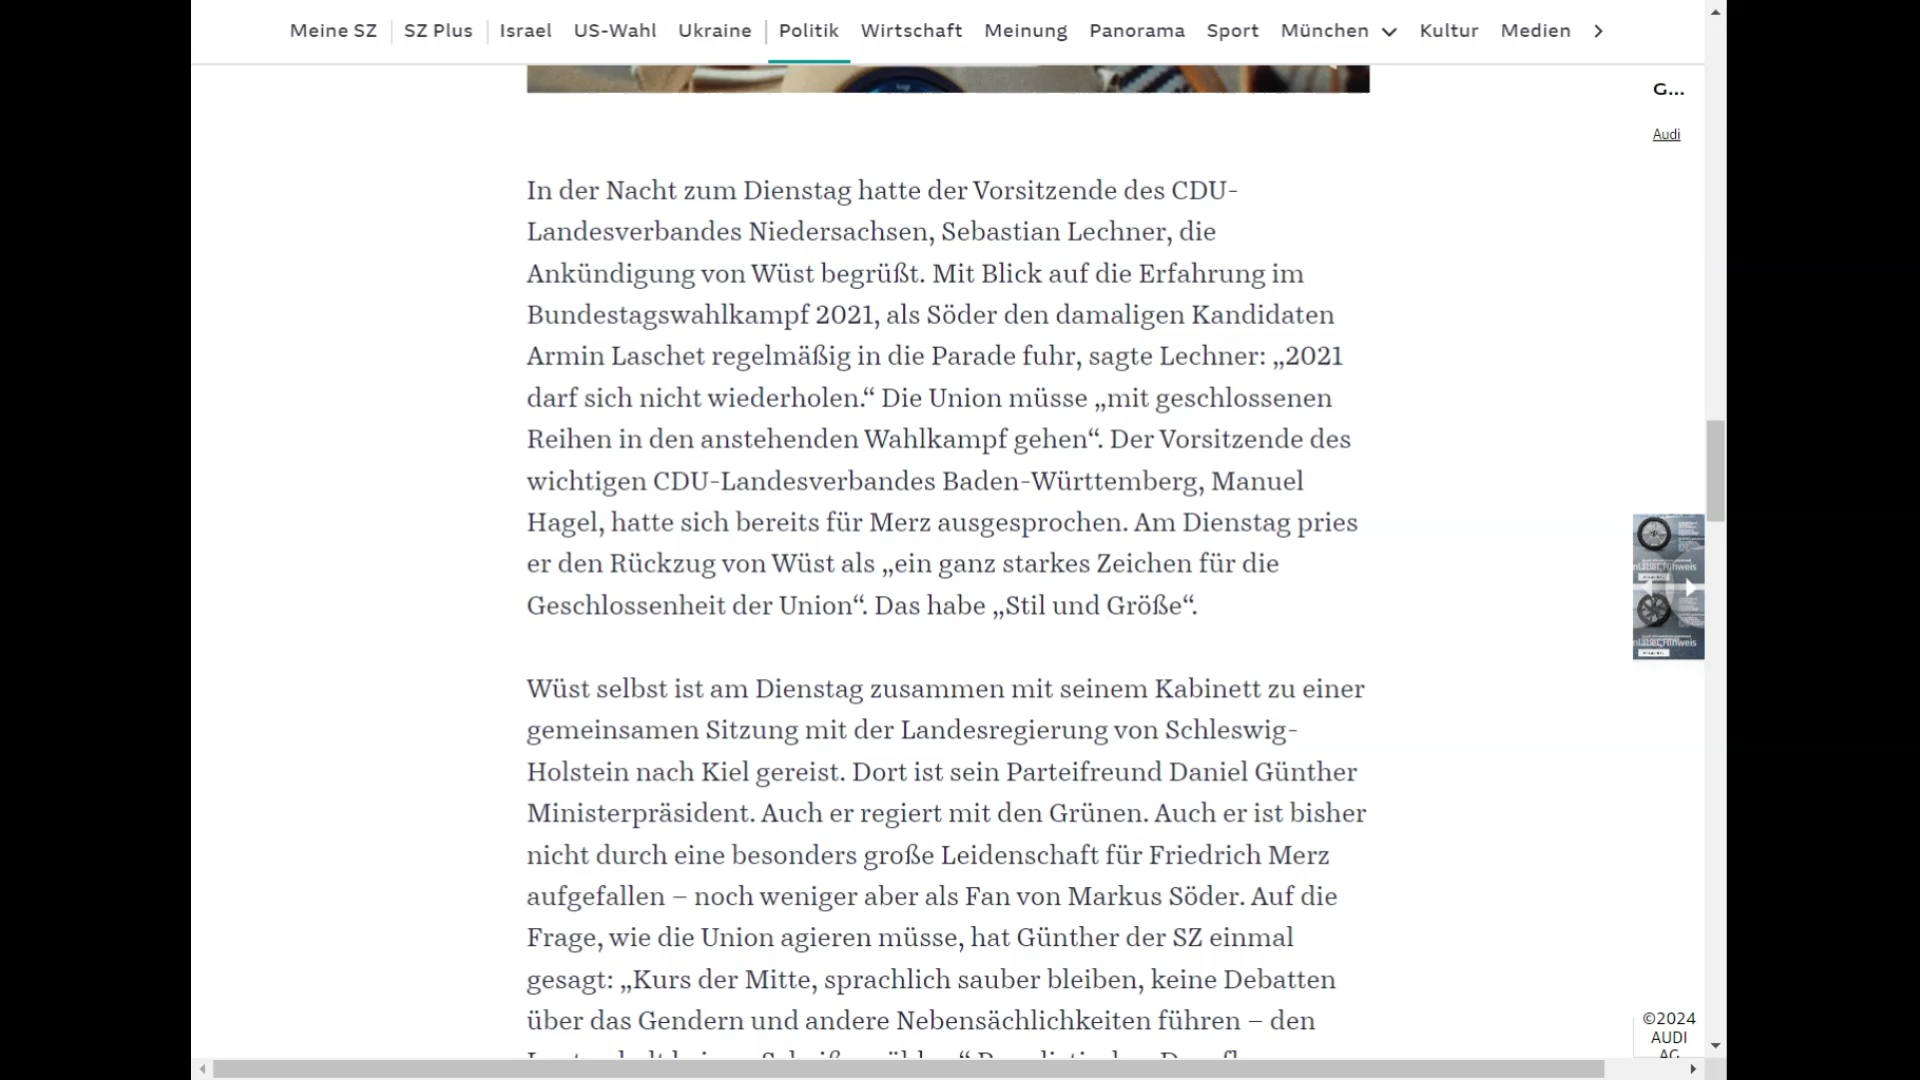 Meine SZ SZ Plus Israel US-Wahl Ukraine Politik Wirtschaft Meinung Panorama Sport München Kultur Medien
G...
Audi
In der Nacht zum Dienstag hatte der Vorsitzende des CDU-
Landesverbandes Niedersachsen, Sebastian Lechner, die
Ankündigung von Wüst begrüßt. Mit Blick auf die Erfahrung im
Bundestagswahlkampf 2021, als Söder den damaligen Kandidaten
Armin Laschet regelmäßig in die Parade fuhr, sagte Lechner: „2021
darf sich nicht wiederholen.“ Die Union müsse „mit geschlossenen
Reihen in den anstehenden Wahlkampf gehen“. Der Vorsitzende des
wichtigen CDU-Landesverbandes Baden-Württemberg, Manuel
Hagel, hatte sich bereits für Merz ausgesprochen. Am Dienstag pries
er den Rückzug von Wüst als „ein ganz starkes Zeichen für die
Geschlossenheit der Union“. Das habe „Stil und Größe“.
Wüst selbst ist am Dienstag zusammen mit seinem Kabinett zu einer
gemeinsamen Sitzung mit der Landesregierung von Schleswig-
Holstein nach Kiel gereist. Dort ist sein Parteifreund Daniel Günther
Ministerpräsident. Auch er regiert mit den Grünen. Auch er ist bisher
nicht durch eine besonders große Leidenschaft für Friedrich Merz
aufgefallen – noch weniger aber als Fan von Markus Söder. Auf die
Frage, wie die Union agieren müsse, hat Günther der SZ einmal
gesagt: „Kurs der Mitte, sprachlich sauber bleiben, keine Debatten
über das Gendern und andere Nebensächlichkeiten führen – den
©2024
AUDI
AG